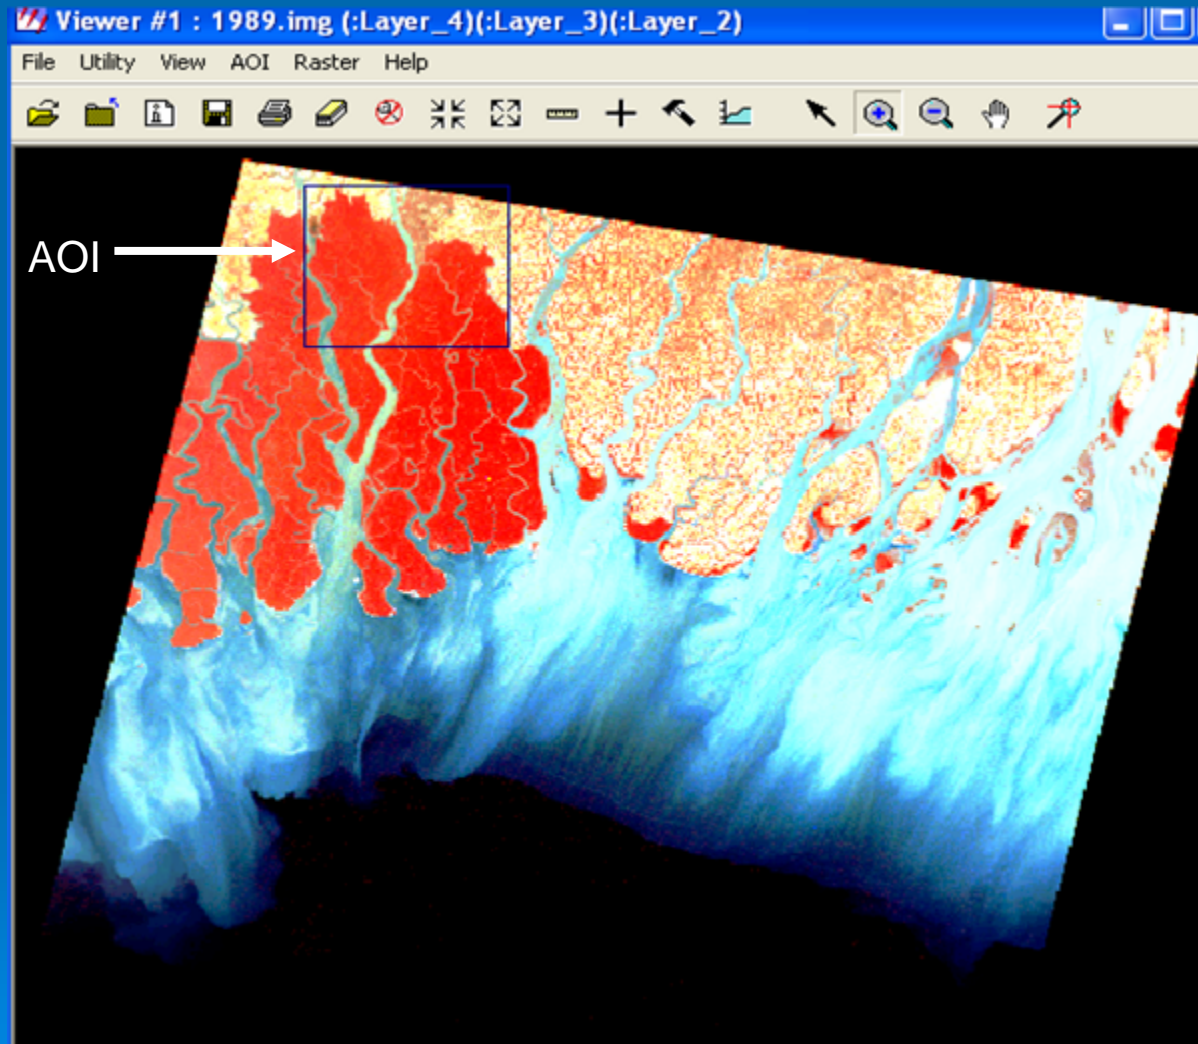 Viewer #1 : 1989.img (:Layer_4)(:Layer_3)(:Layer_2)
File Utility View AOI Raster Help
AOI